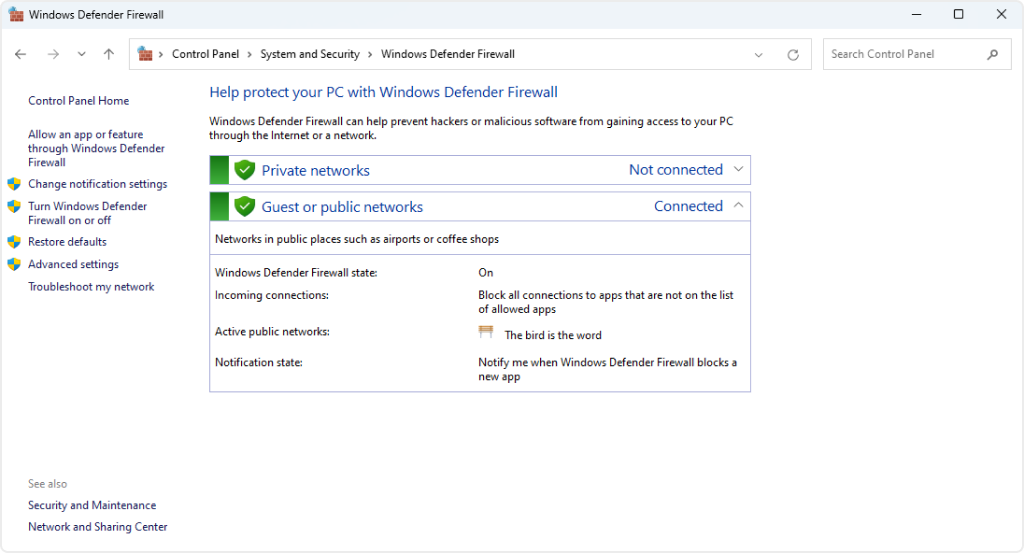 Windows Defender Firewall
Control Panel > System and Security > Windows Defender Firewall
Search Control Panel
Control Panel Home
Allow an app or feature
through Windows Defender
Firewall
Change notification settings
Turn Windows Defender
Firewall on or off
Restore defaults
Advanced settings
Troubleshoot my network
See also
Security and Maintenance
Network and Sharing Center
Help protect your PC with Windows Defender Firewall
Windows Defender Firewall can help prevent hackers or malicious software from gaining access to your PC
through the Internet or a network.
Private networks Not connected
Guest or public networks Connected
Networks in public places such as airports or coffee shops
Windows Defender Firewall state: On
Incoming connections: Block all connections to apps that are not on the list
of allowed apps
Active public networks: The bird is the word
Notification state: Notify me when Windows Defender Firewall blocks a
new app